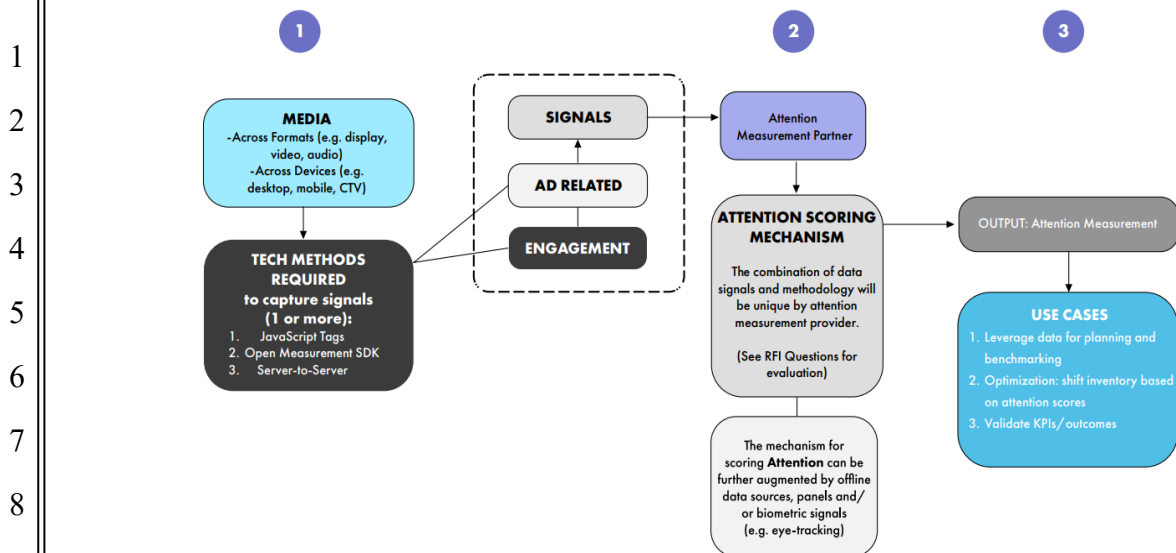 1
2
3
1
2
3
4
5
6
7
8
MEDIA
-Across Formats (e.g. display,
video, audio)
-Across Devices (e.g.
desktop, mobile, CTV)
TECH METHODS
REQUIRED
to capture signals
(1 or more):
1. JavaScript Tags
2. Open Measurement SDK
3. Server-to-Server
SIGNALS
AD RELATED
ENGAGEMENT
Attention
Measurement Partner
ATTENTION SCORING
MECHANISM
The combination of data
signals and methodology will
be unique by attention
measurement provider.
(See RFI Questions for
evaluation)
The mechanism for
scoring Attention can be
further augmented by offline
data sources, panels and/
or biometric signals
(e.g. eye-tracking)
OUTPUT: Attention Measurement
USE CASES
1. Leverage data for planning and
benchmarking
2. Optimization: shift inventory based
on attention scores
3. Validate KPIs/outcomes